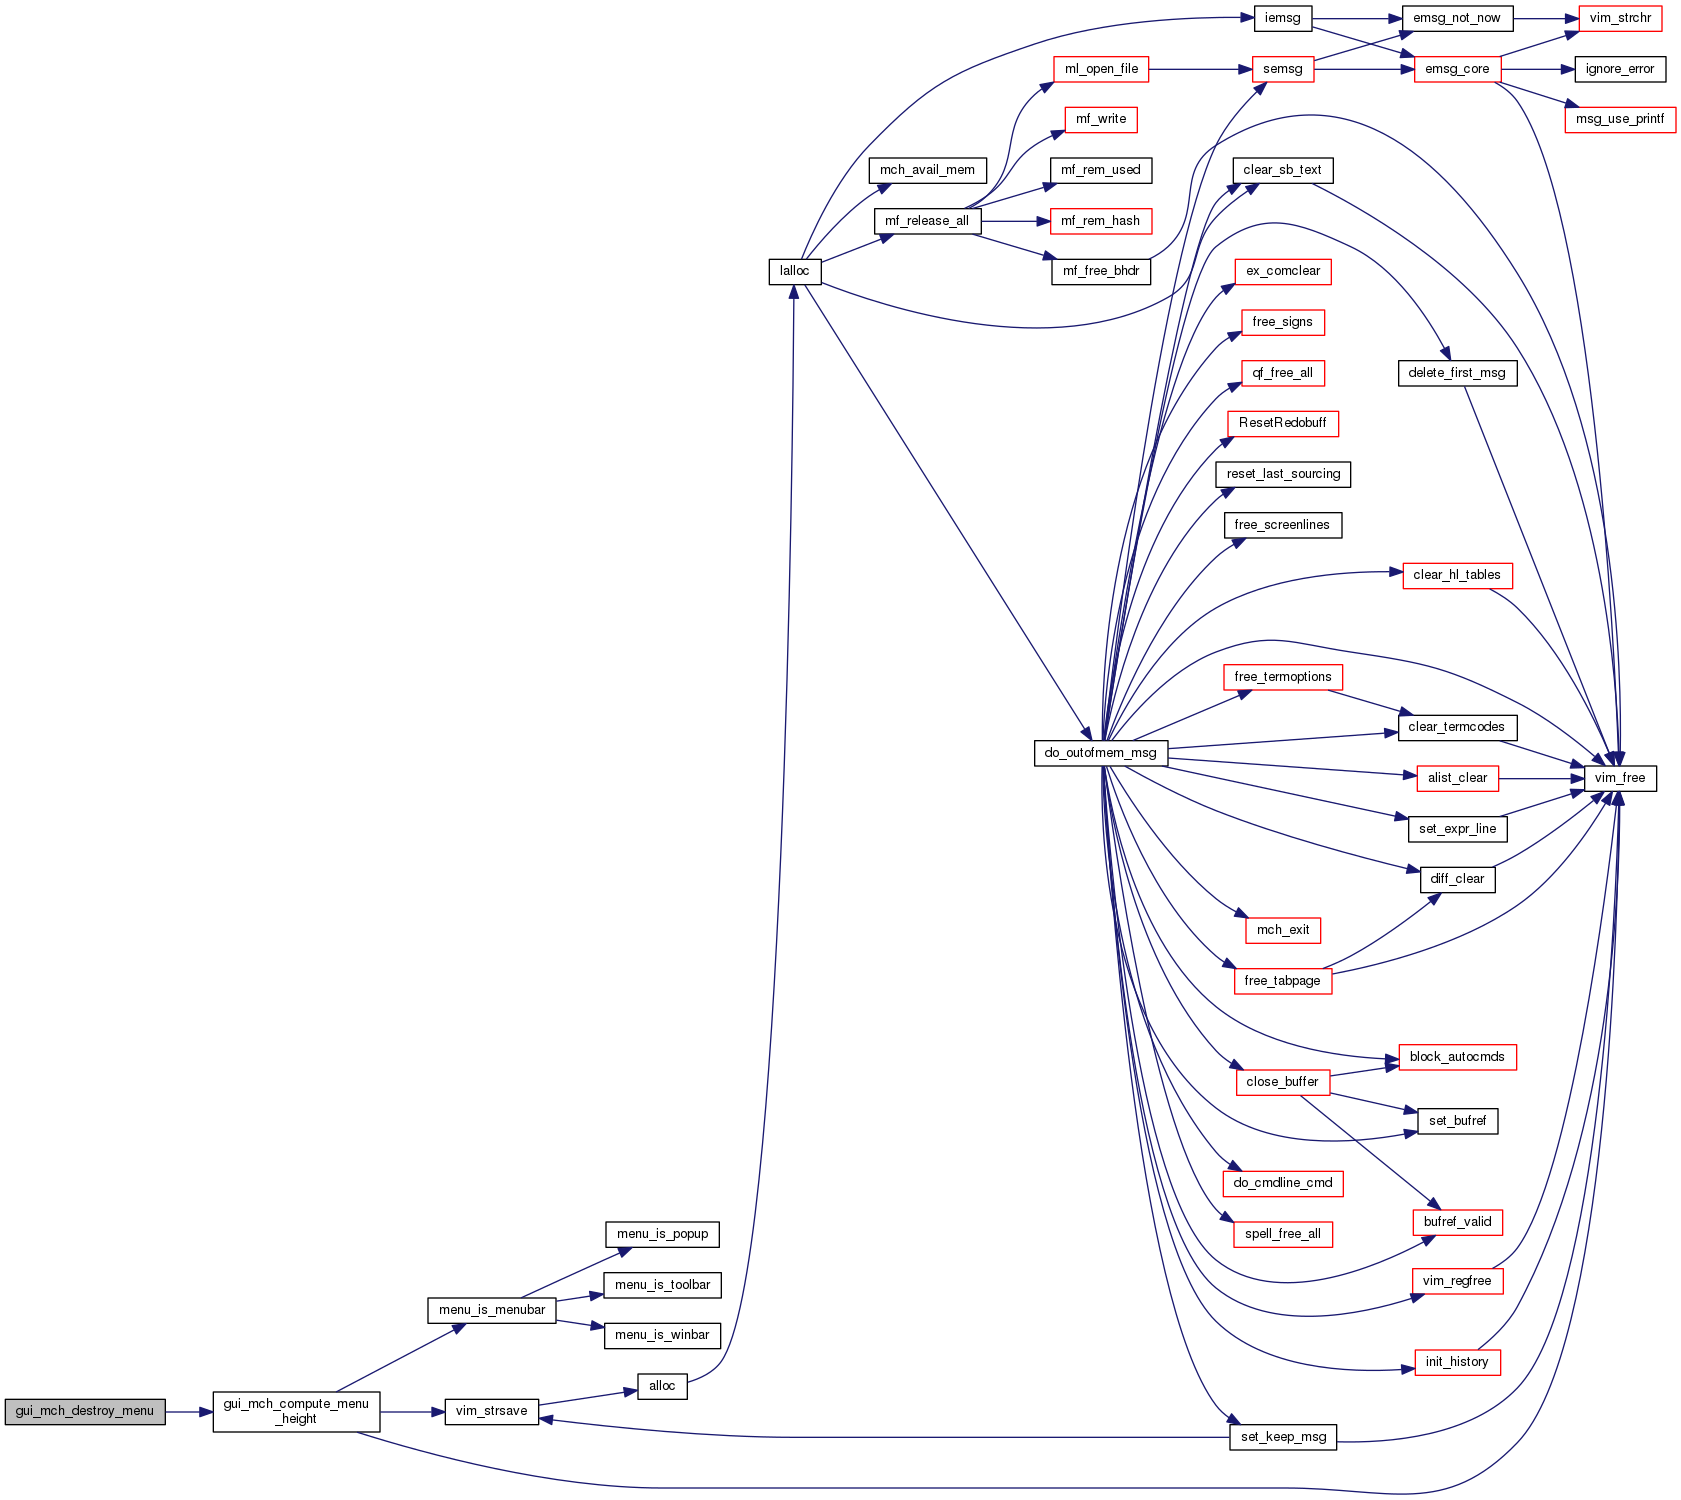 iemsg
emsg_not_now
vim_strchr
ml_open_file
semsg
emsg_core
ignore_error
mf_write
msg_use_printf
mch_avail_mem
mf_rem_used
clear_sb_text
mf_release_all
mf_rem_hash
lalloc
mf_free_bhdr
ex_comclear
free_signs
qf_free_all
delete_first_msg
ResetRedobuff
reset_last_sourcing
free_screenlines
clear_hl_tables
free_termoptions
clear_termcodes
do_outofmem_msg
alist_clear
vim_free
set_expr_line
diff_clear
mch_exit
free_tabpage
block_autocmds
close_buffer
set_bufref
do_cmdline_cmd
bufref_valid
menu_is_popup
spell_free_all
menu_is_toolbar
vim_regfree
menu_is_menubar
menu_is_winbar
init_history
alloc
gui_mch_destroy_menu
gui_mch_compute_menu
_height
vim_strsave
set_keep_msg